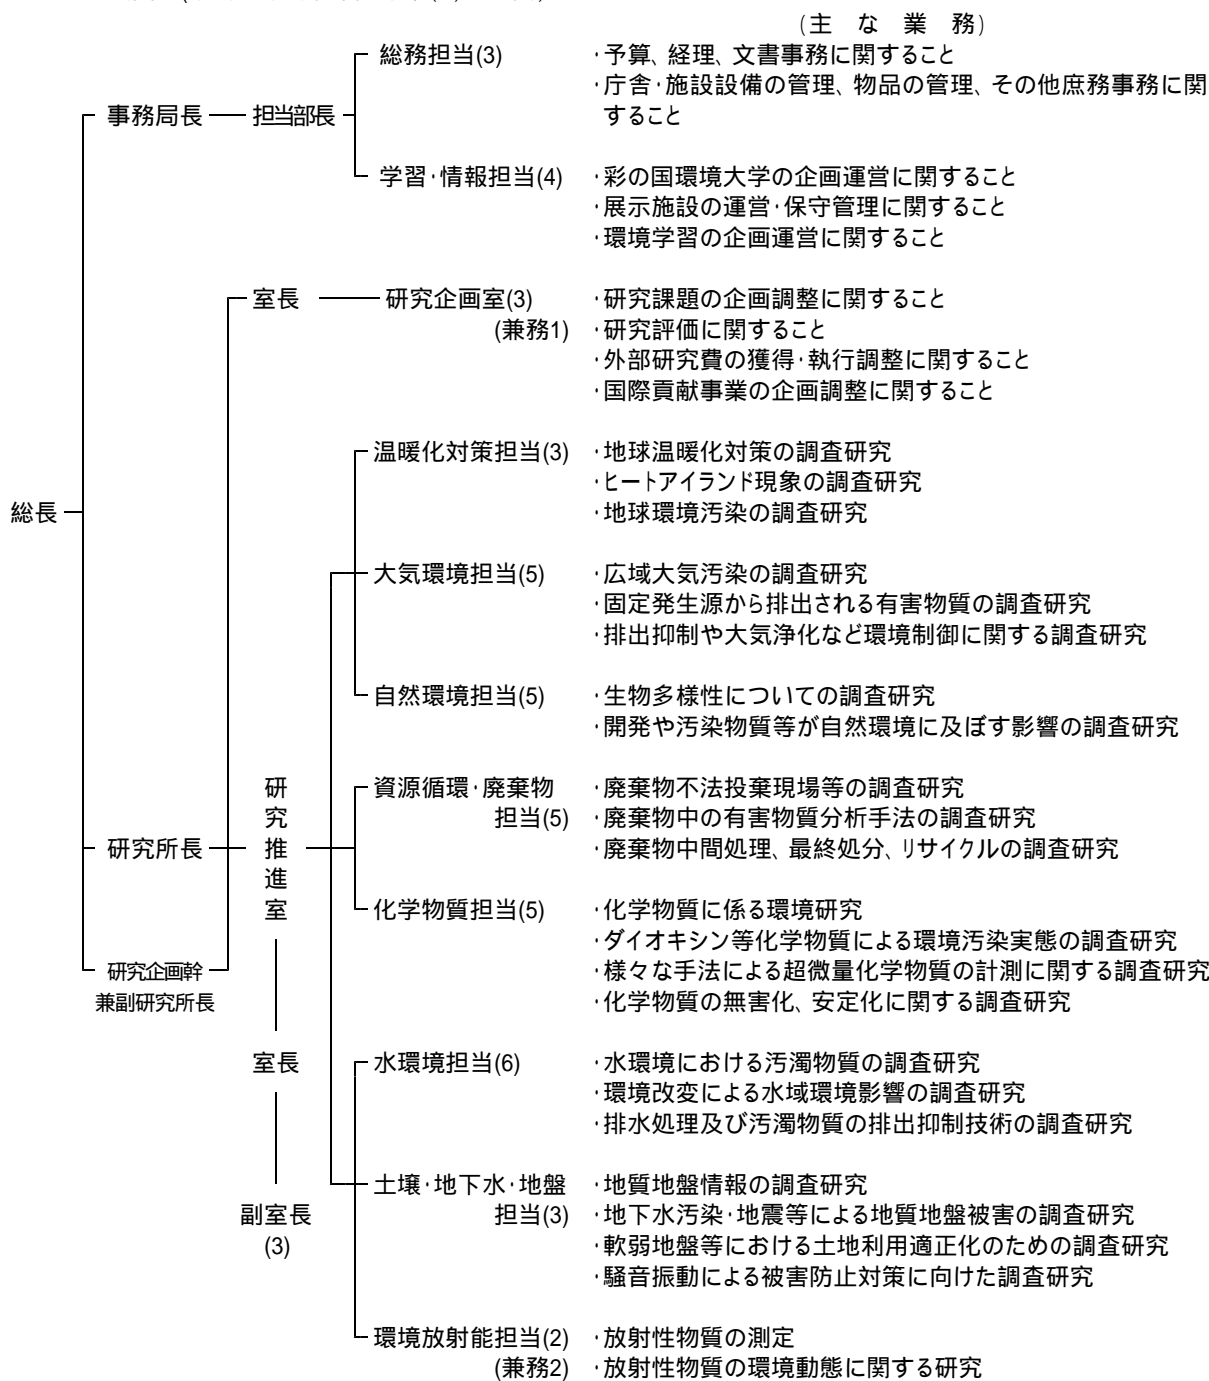 (主 な 業 務)
総務担当(3) ・予算、経理、文書事務に関すること
・庁舎・施設設備の管理、物品の管理、その他庶務事務に関
事務局長 担当部長 すること
学習・情報担当(4) ・彩の国環境大学の企画運営に関すること
・展示施設の運営・保守管理に関すること
・環境学習の企画運営に関すること
室長 研究企画室(3) ・研究課題の企画調整に関すること
(兼務1) ・研究評価に関すること
・外部研究費の獲得・執行調整に関すること
・国際貢献事業の企画調整に関すること
温暖化対策担当(3) ・地球温暖化対策の調査研究
・ヒートアイランド現象の調査研究
総長 ・地球環境汚染の調査研究
大気環境担当(5) ・広域大気汚染の調査研究
・固定発生源から排出される有害物質の調査研究
・排出抑制や大気浄化など環境制御に関する調査研究
自然環境担当(5) ・生物多様性についての調査研究
・開発や汚染物質等が自然環境に及ぼす影響の調査研究
資源循環・廃棄物 ・廃棄物不法投棄現場等の調査研究
担当(5) ・廃棄物中の有害物質分析手法の調査研究
研究所長 研究推進室 ・廃棄物中間処理、最終処分、リサイクルの調査研究
化学物質担当(5) ・化学物質に係る環境研究
・ダイオキシン等化学物質による環境汚染実態の調査研究
研究企画幹 ・様々な手法による超微量化学物質の計測に関する調査研究
兼副研究所長 ・化学物質の無害化、安定化に関する調査研究
室長 水環境担当(6) ・水環境における汚濁物質の調査研究
・環境改変による水域環境影響の調査研究
・排水処理及び汚濁物質の排出抑制技術の調査研究
土壌・地下水・地盤 ・地質地盤情報の調査研究
副室長 担当(3) ・地下水汚染・地震等による地質地盤被害の調査研究
(3) ・軟弱地盤等における土地利用適正化のための調査研究
・騒音振動による被害防止対策に向けた調査研究
環境放射能担当(2) ・放射性物質の測定
(兼務2) ・放射性物質の環境動態に関する研究